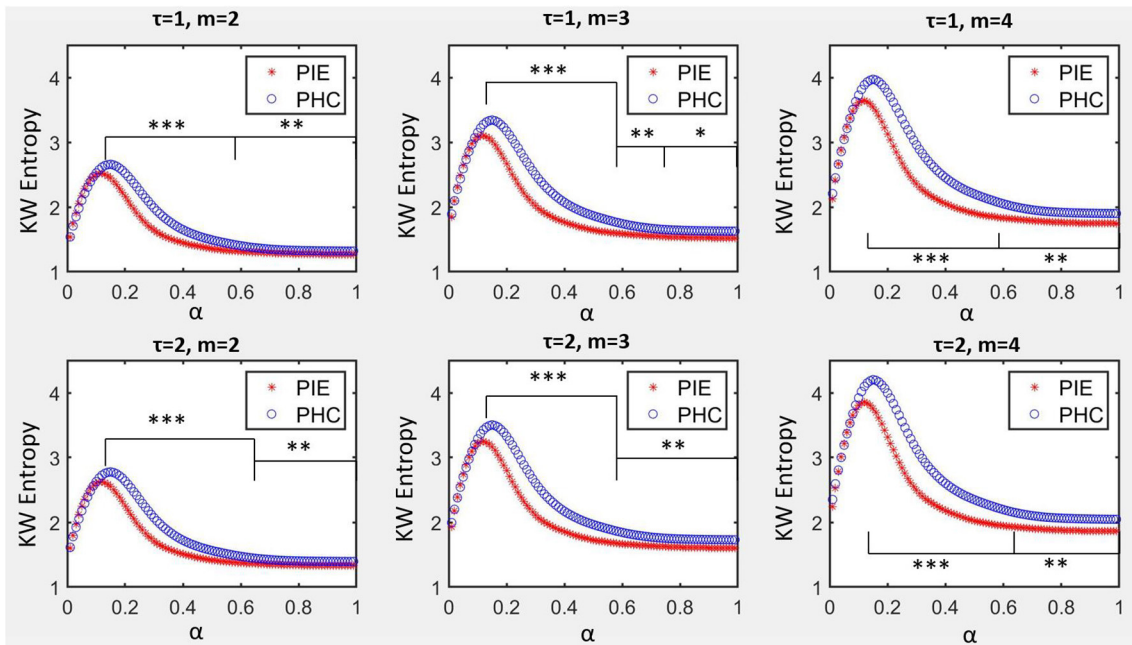 τ=1, m=2
4
3
2
1
KW Entropy
* PIE
○ PHC
***
**
0 0.2 0.4 0.6 0.8 1
α
τ=1, m=3
4
3
2
1
KW Entropy
* PIE
○ PHC
***
**
*
0 0.2 0.4 0.6 0.8 1
α
τ=1, m=4
4
3
2
1
KW Entropy
* PIE
○ PHC
***
**
0 0.2 0.4 0.6 0.8 1
α
τ=2, m=2
4
3
2
1
KW Entropy
* PIE
○ PHC
***
**
0 0.2 0.4 0.6 0.8 1
α
τ=2, m=3
4
3
2
1
KW Entropy
* PIE
○ PHC
***
**
0 0.2 0.4 0.6 0.8 1
α
τ=2, m=4
4
3
2
1
KW Entropy
* PIE
○ PHC
***
**
0 0.2 0.4 0.6 0.8 1
α